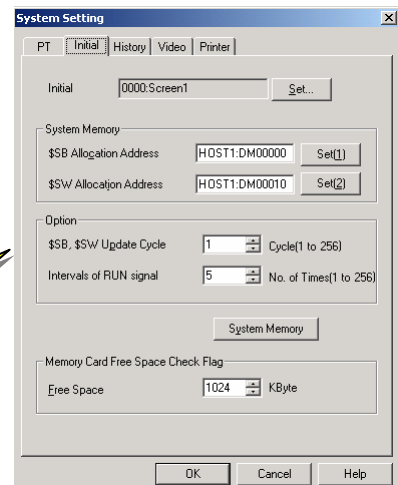 System Setting
PT Initial History Video Printer
Initial 0000:Screen1 Set...
System Memory
$SB Allocation Address HOST1:DM00000 Set(1)
$SW Allocation Address HOST1:DM00010 Set(2)
Option
$SB, $SW Update Cycle 1 Cycle(1 to 256)
Intervals of RUN signal 5 No. of Times(1 to 256)
System Memory
Memory Card Free Space Check Flag
Free Space 1024 KByte
OK Cancel Help